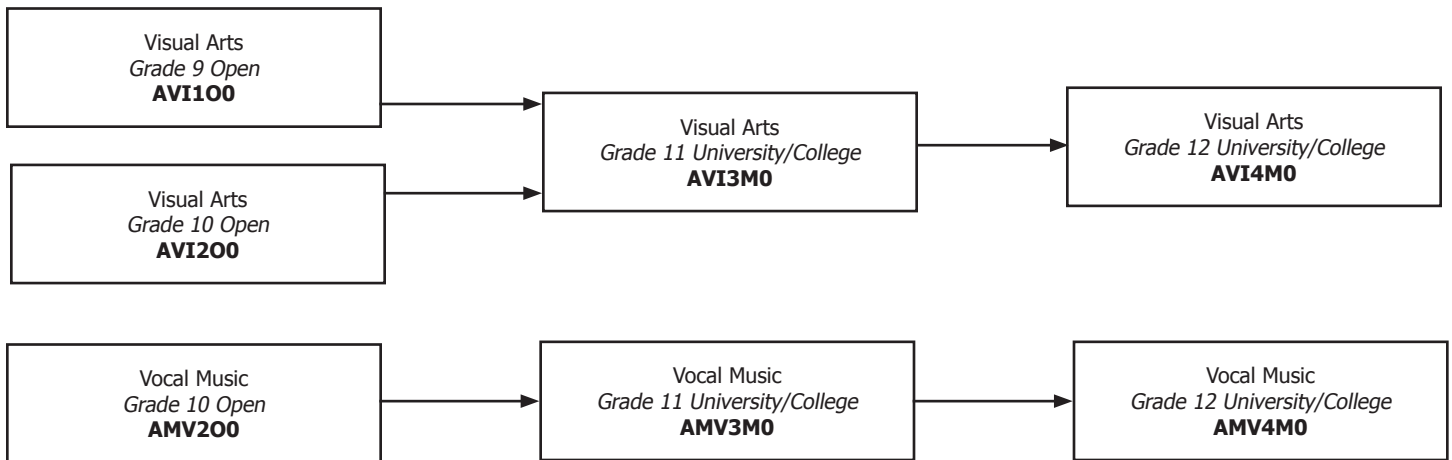 Visual Arts
Grade 9 Open
AVI1O0
Visual Arts
Grade 10 Open
AVI2O0
Visual Arts
Grade 11 University/College
AVI3M0
Visual Arts
Grade 12 University/College
AVI4M0
Vocal Music
Grade 10 Open
AMV2O0
Vocal Music
Grade 11 University/College
AMV3M0
Vocal Music
Grade 12 University/College
AMV4M0